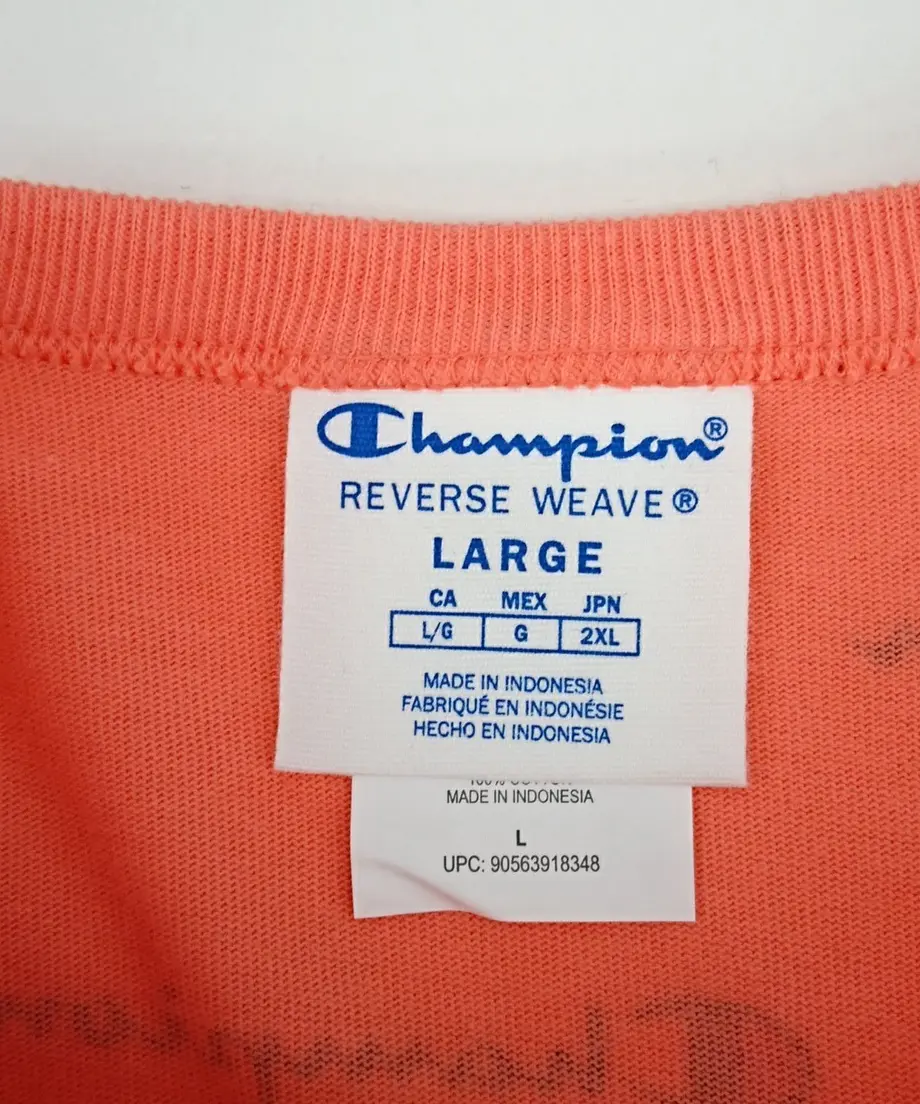 Champion®
REVERSE WEAVE®
LARGE
CA MEX JPN
L/G G 2XL
MADE IN INDONESIA
FABRIQUÉ EN INDONÉSIE
HECHO EN INDONESIA
MADE IN INDONESIA
L
UPC: 90563918348